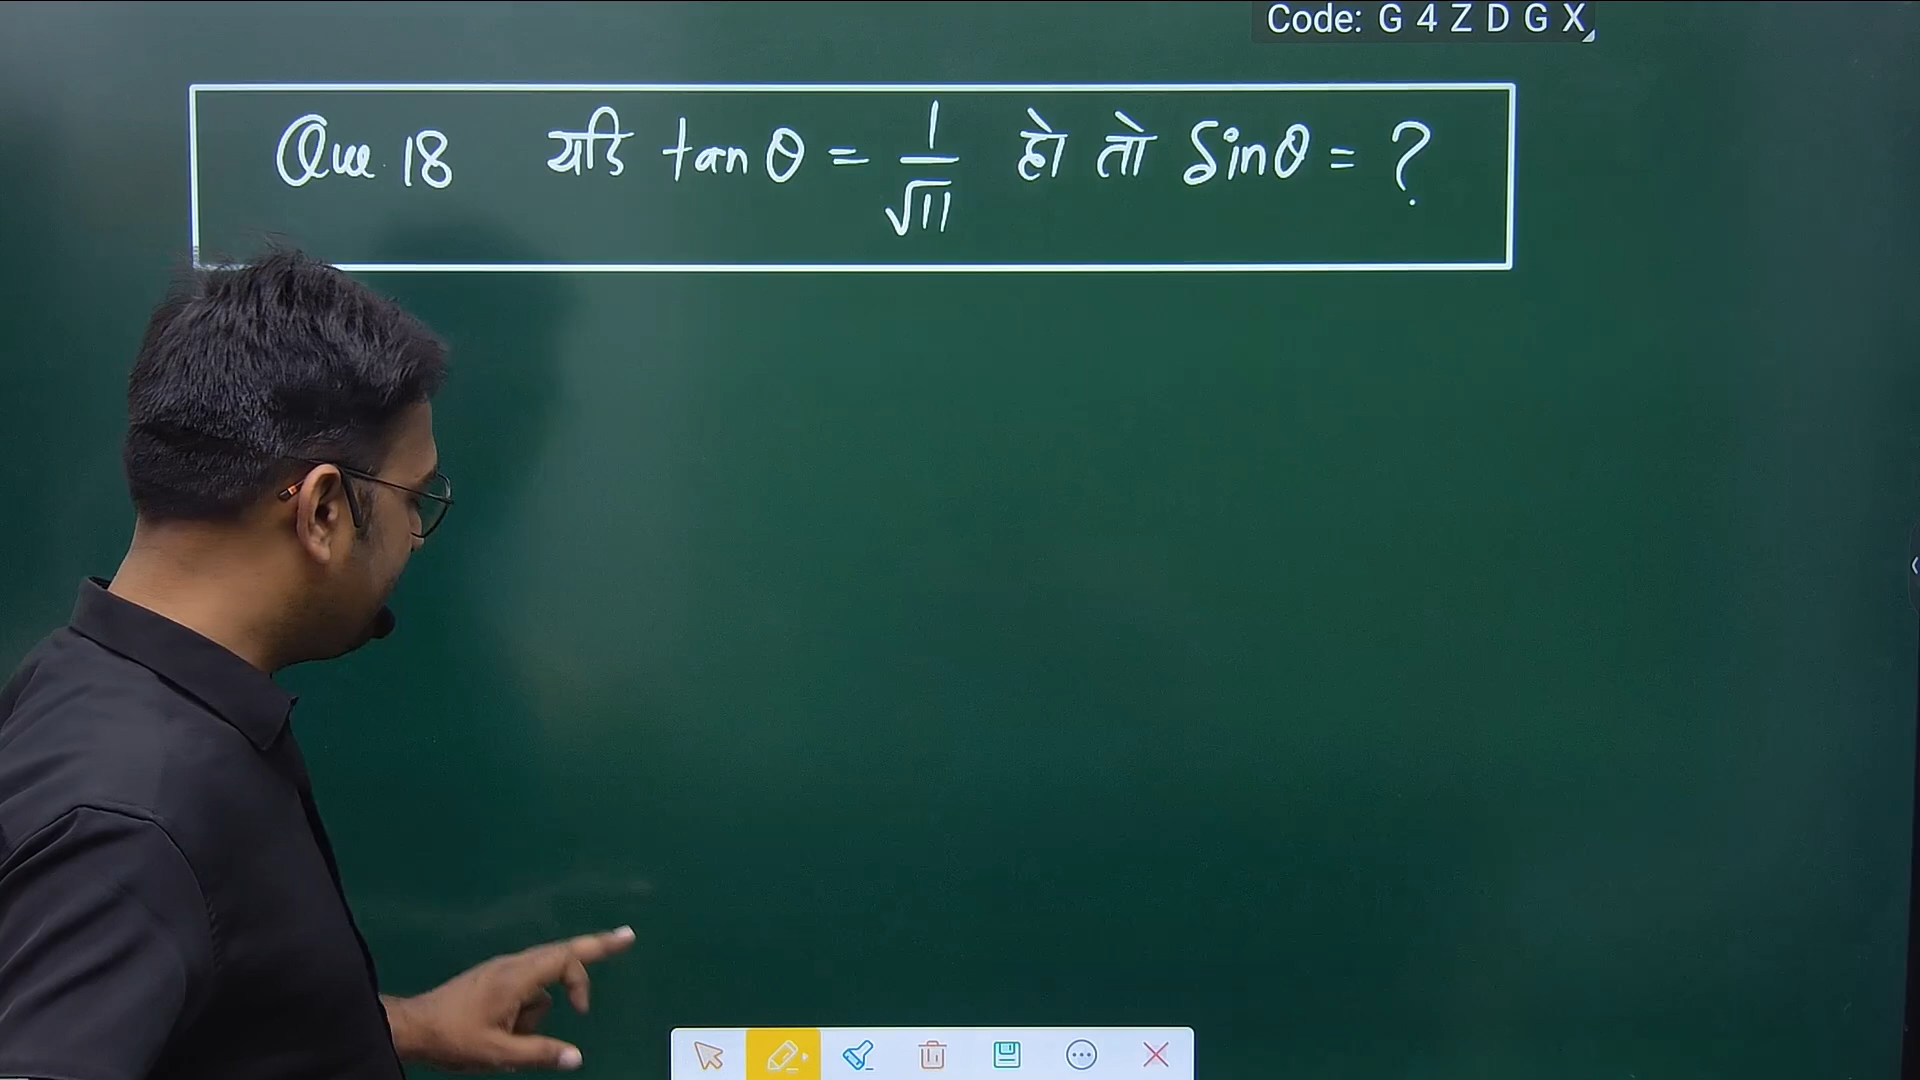 Code: G 4 Z D G X
Que. 18 यदि tan θ = 1/√11 हो तो Sinθ = ?